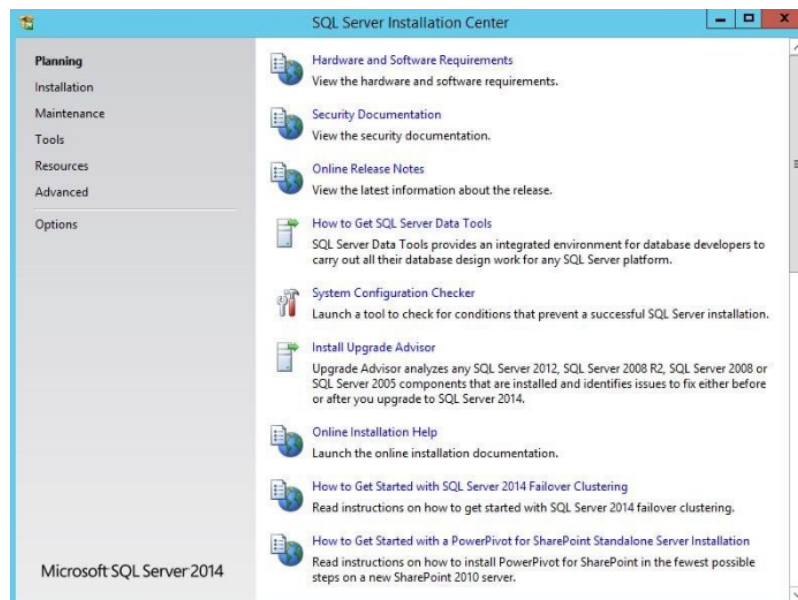 SQL Server Installation Center
Planning
Installation
Maintenance
Tools
Resources
Advanced
Options
Hardware and Software Requirements
View the hardware and software requirements.
Security Documentation
View the security documentation.
Online Release Notes
View the latest information about the release.
How to Get SQL Server Data Tools
SQL Server Data Tools provides an integrated environment for database developers to
carry out all their database design work for any SQL Server platform.
System Configuration Checker
Launch a tool to check for conditions that prevent a successful SQL Server installation.
Install Upgrade Advisor
Upgrade Advisor analyzes any SQL Server 2012, SQL Server 2008 R2, SQL Server 2008 or
SQL Server 2005 components that are installed and identifies issues to fix either before
or after you upgrade to SQL Server 2014.
Online Installation Help
Launch the online installation documentation.
How to Get Started with SQL Server 2014 Failover Clustering
Read instructions on how to get started with SQL Server 2014 failover clustering.
How to Get Started with a PowerPivot for SharePoint Standalone Server Installation
Read instructions on how to install PowerPivot for SharePoint in the fewest possible
steps on a new SharePoint 2010 server.
Microsoft SQL Server 2014